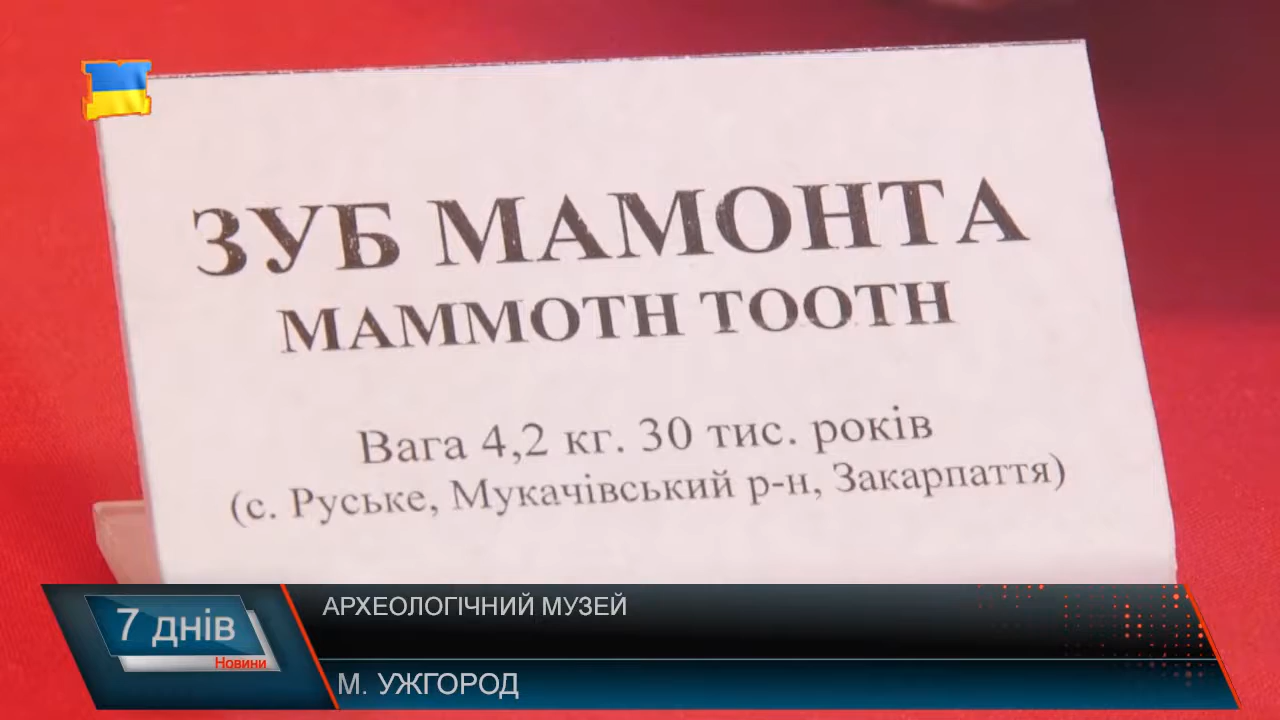 ЗУБ МАМОНТА
MAMMOTH TOOTH
Вага 4,2 кг. 30 тис. років
(с. Руське, Мукачівський р-н, Закарпаття)
7 днів
Новини
АРХЕОЛОГІЧНИЙ МУЗЕЙ
М. УЖГОРОД